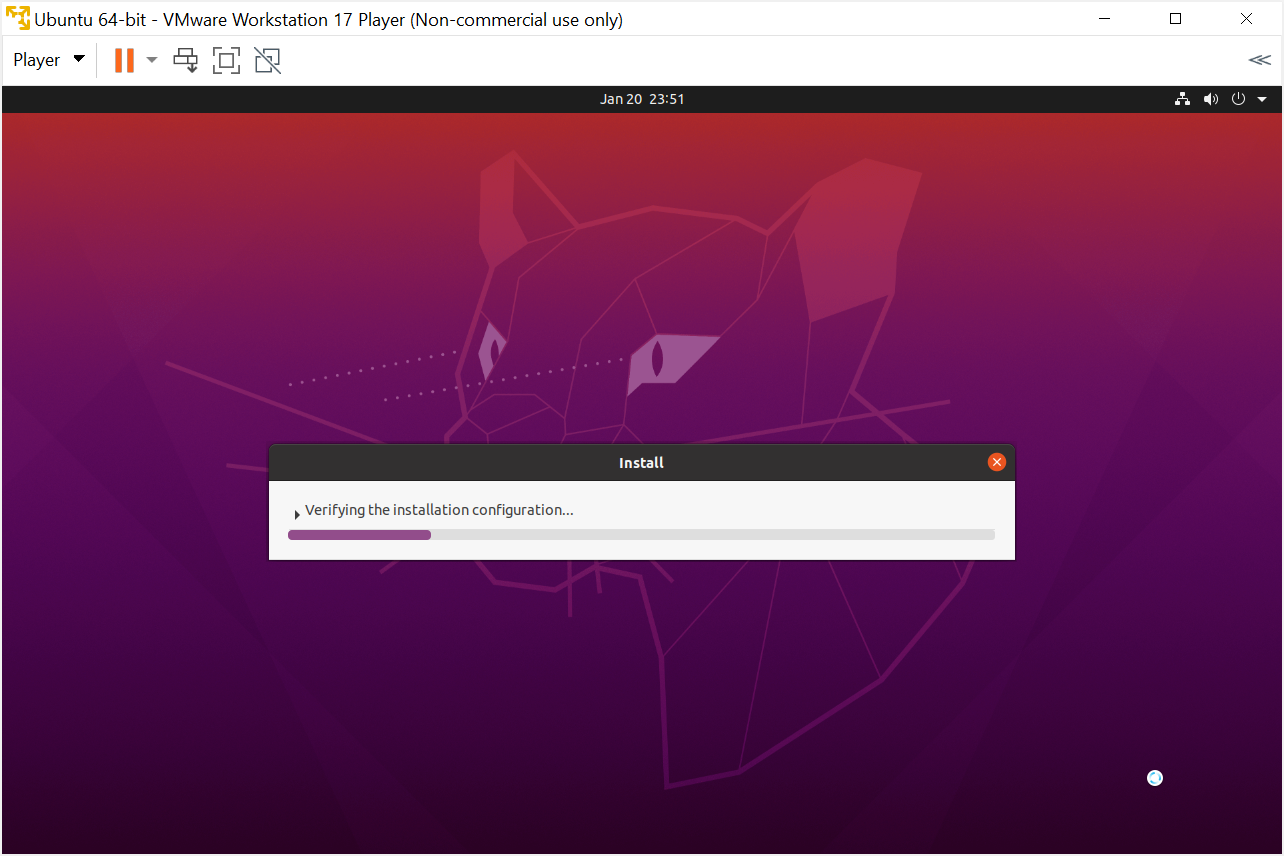 Ubuntu 64-bit - VMware Workstation 17 Player (Non-commercial use only)
Player
Jan 20 23:51
Install
Verifying the installation configuration...